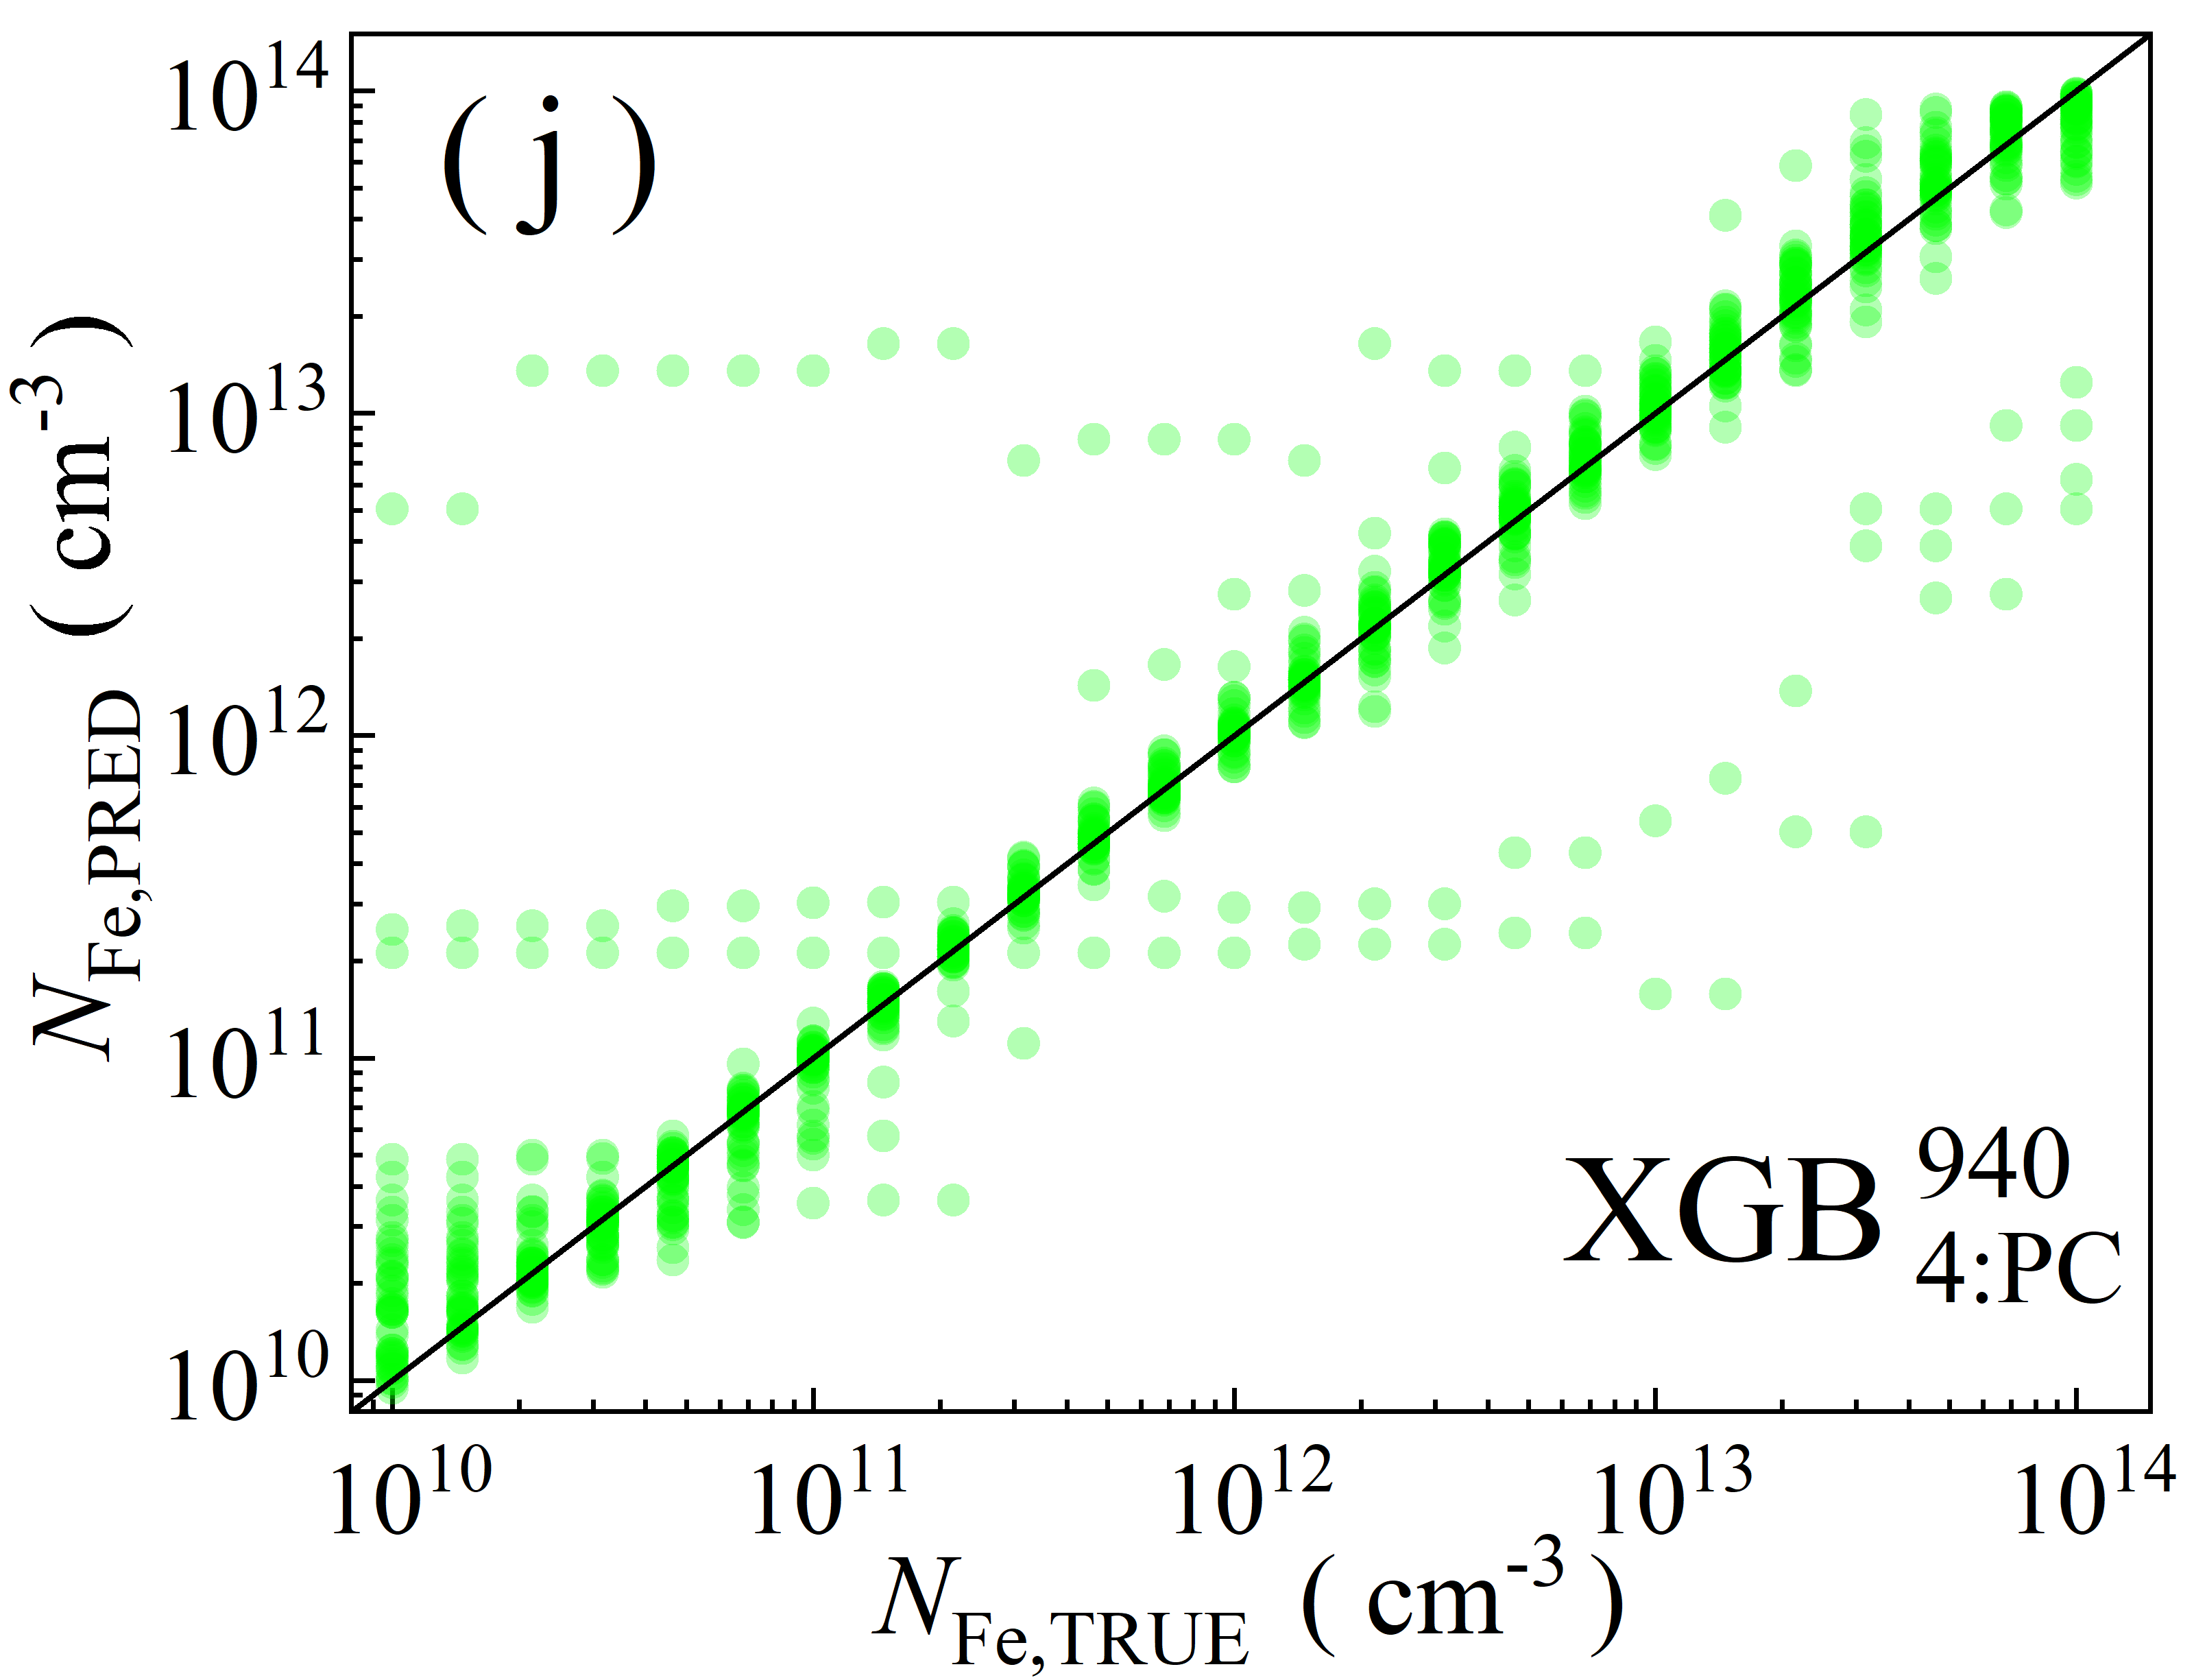 ( j )
10^14
10^13
10^12
10^11
10^10
N_Fe,PRED ( cm^-3 )
XGB 940
4:PC
10^10 10^11 10^12 10^13 10^14
N_Fe,TRUE ( cm^-3 )